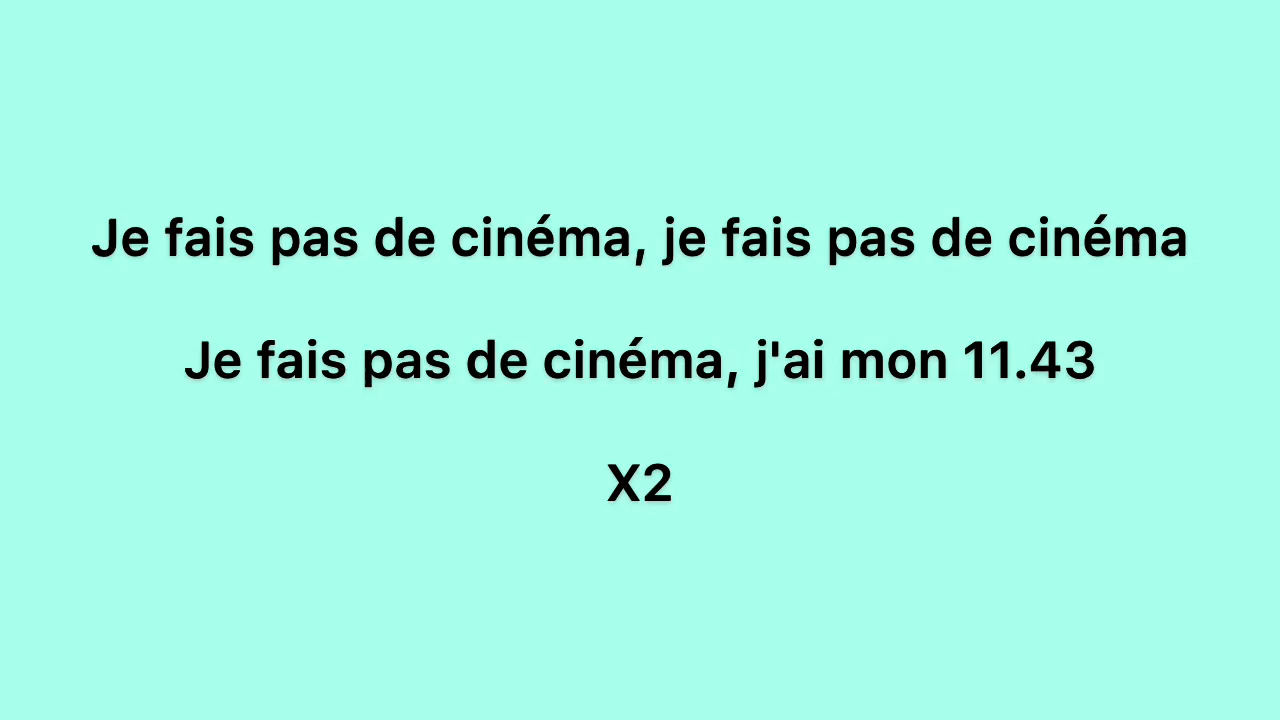 Je fais pas de cinéma, je fais pas de cinéma
Je fais pas de cinéma, j'ai mon 11.43
X2